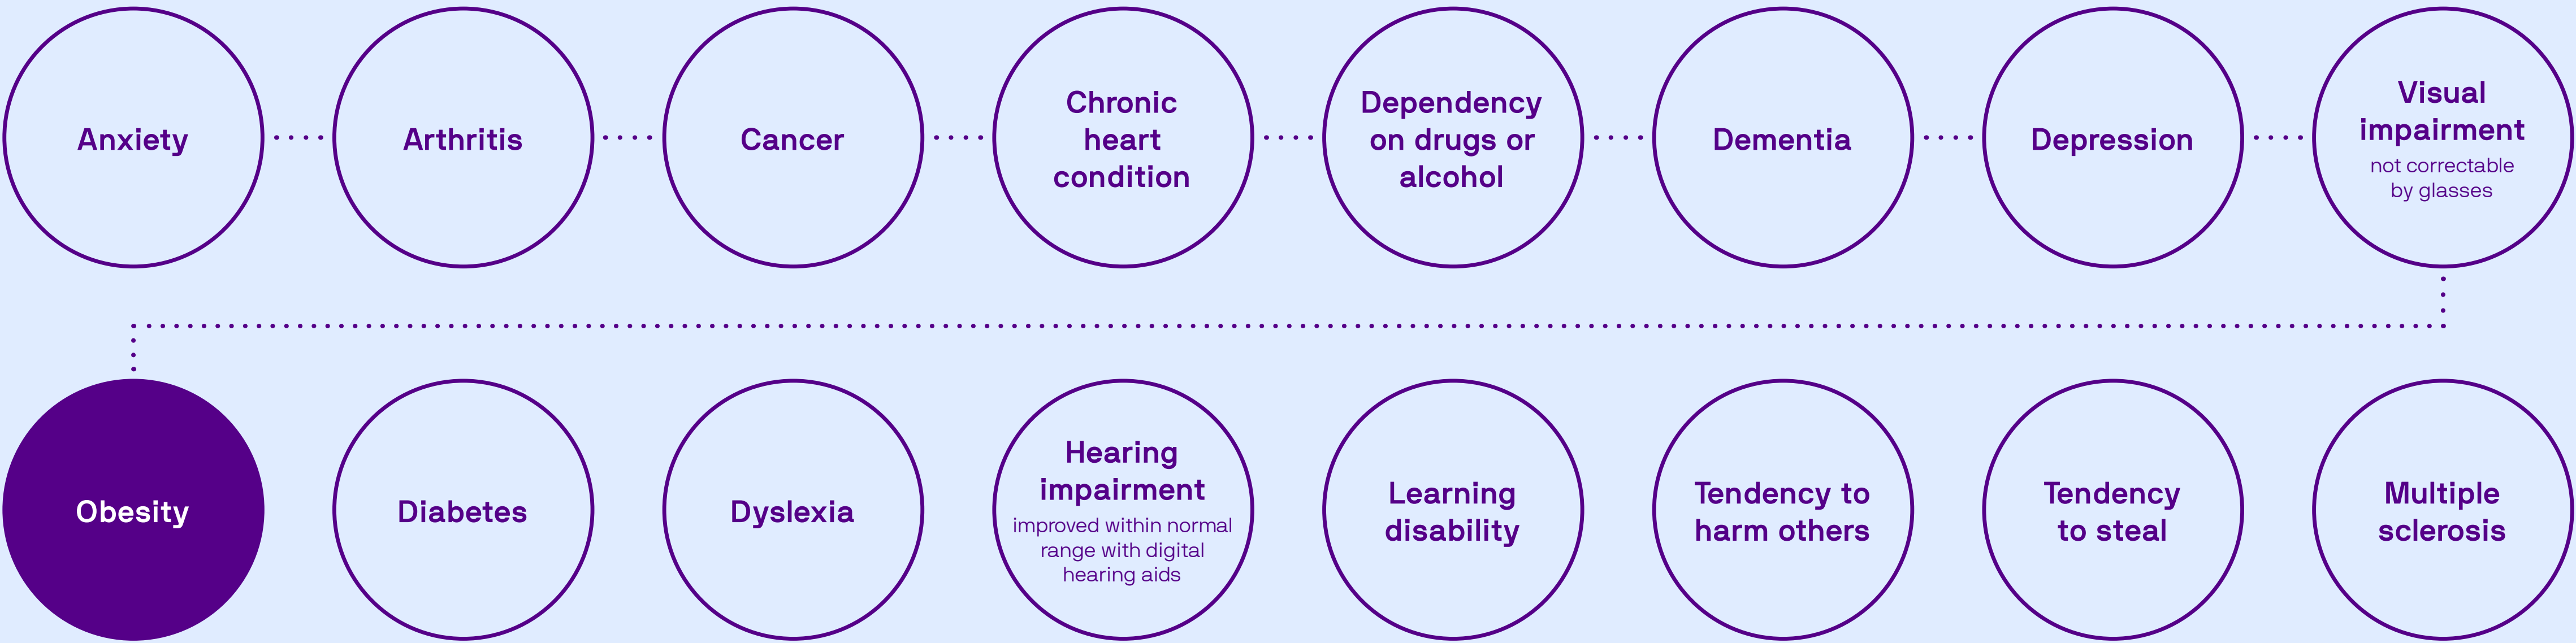 Anxiety
Arthritis
Cancer
Chronic
heart
condition
Dependency
on drugs or
alcohol
Dementia
Depression
Visual
impairment
not correctable
by glasses
Obesity
Diabetes
Dyslexia
Hearing
impairment
improved within normal
range with digital
hearing aids
Learning
disability
Tendency to
harm others
Tendency
to steal
Multiple
sclerosis